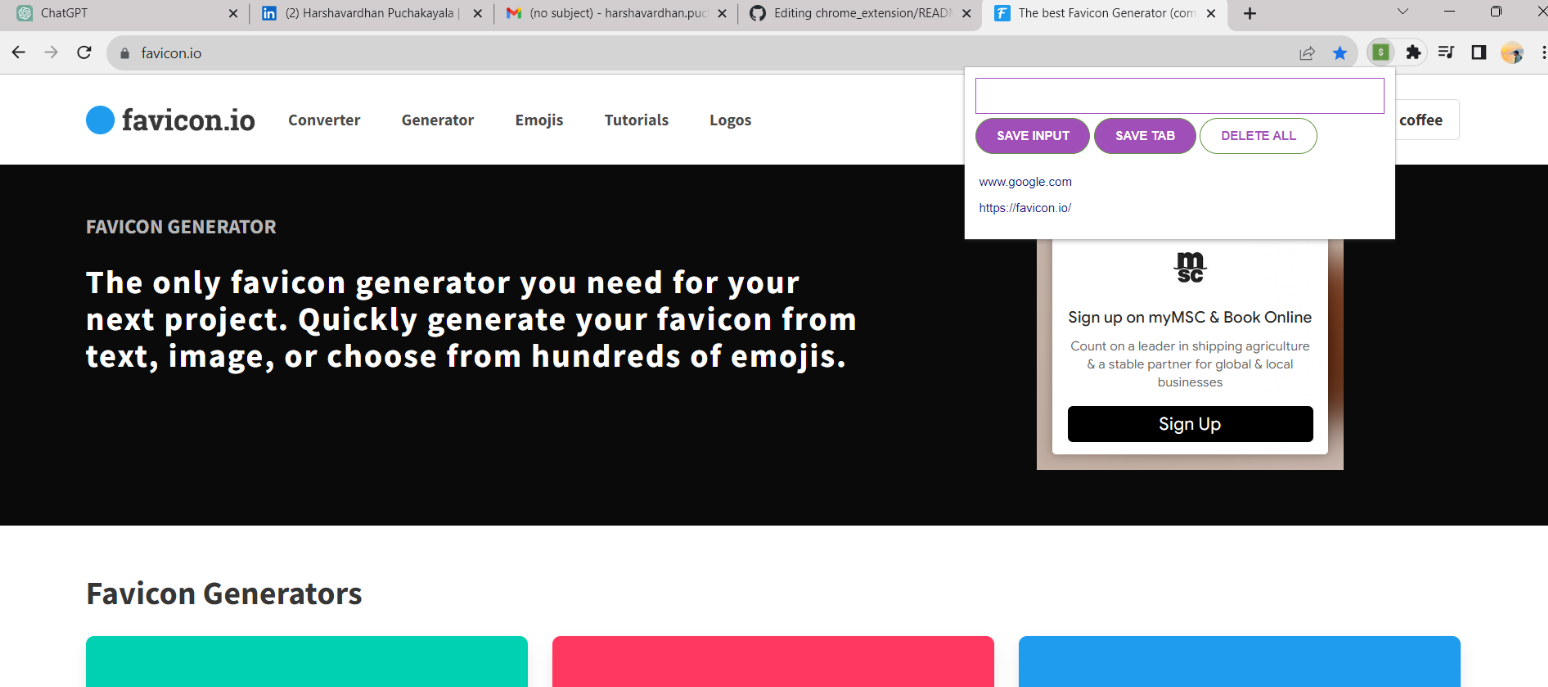 ChatGPT
(2) Harshavardhan Puchakayala |
(no subject) - harshavardhan.puc
Editing chrome_extension/READM
The best Favicon Generator (com
favicon.io
$
favicon.io
Converter
Generator
Emojis
Tutorials
Logos
coffee
SAVE INPUT
SAVE TAB
DELETE ALL
www.google.com
https://favicon.io/
FAVICON GENERATOR
The only favicon generator you need for your
next project. Quickly generate your favicon from
text, image, or choose from hundreds of emojis.
m
sc
Sign up on myMSC & Book Online
Count on a leader in shipping agriculture
& a stable partner for global & local
businesses
Sign Up
Favicon Generators